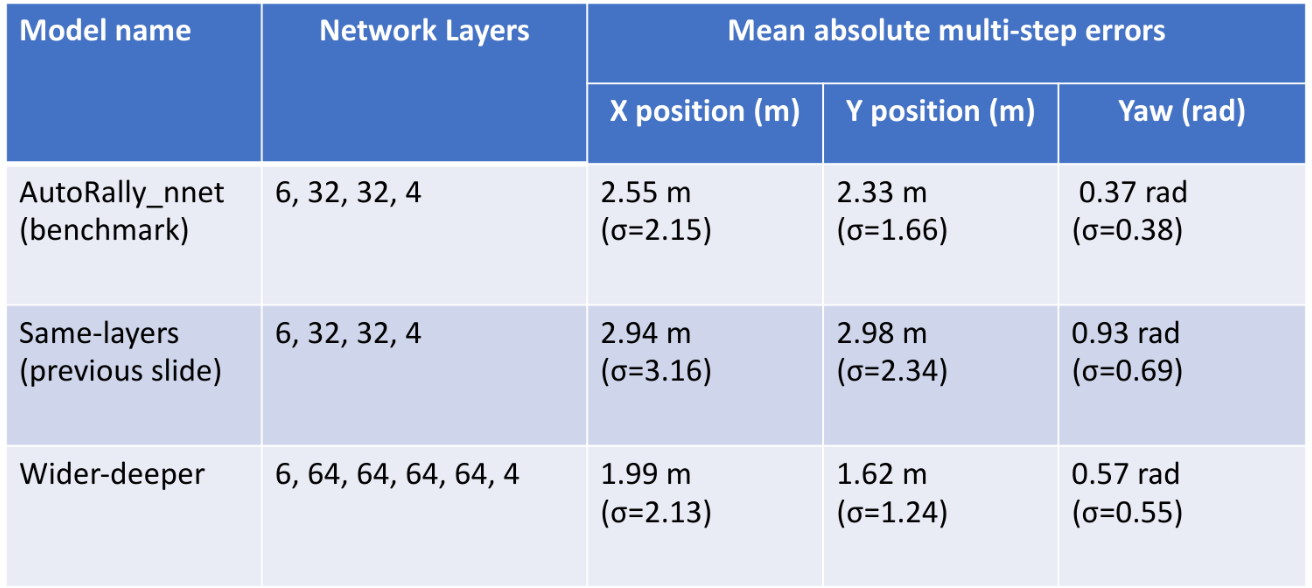 Model name
Network Layers
Mean absolute multi-step errors
X position (m)
Y position (m)
Yaw (rad)
AutoRally_nnet
(benchmark)
6, 32, 32, 4
2.55 m
(σ=2.15)
2.33 m
(σ=1.66)
0.37 rad
(σ=0.38)
Same-layers
(previous slide)
6, 32, 32, 4
2.94 m
(σ=3.16)
2.98 m
(σ=2.34)
0.93 rad
(σ=0.69)
Wider-deeper
6, 64, 64, 64, 64, 4
1.99 m
(σ=2.13)
1.62 m
(σ=1.24)
0.57 rad
(σ=0.55)